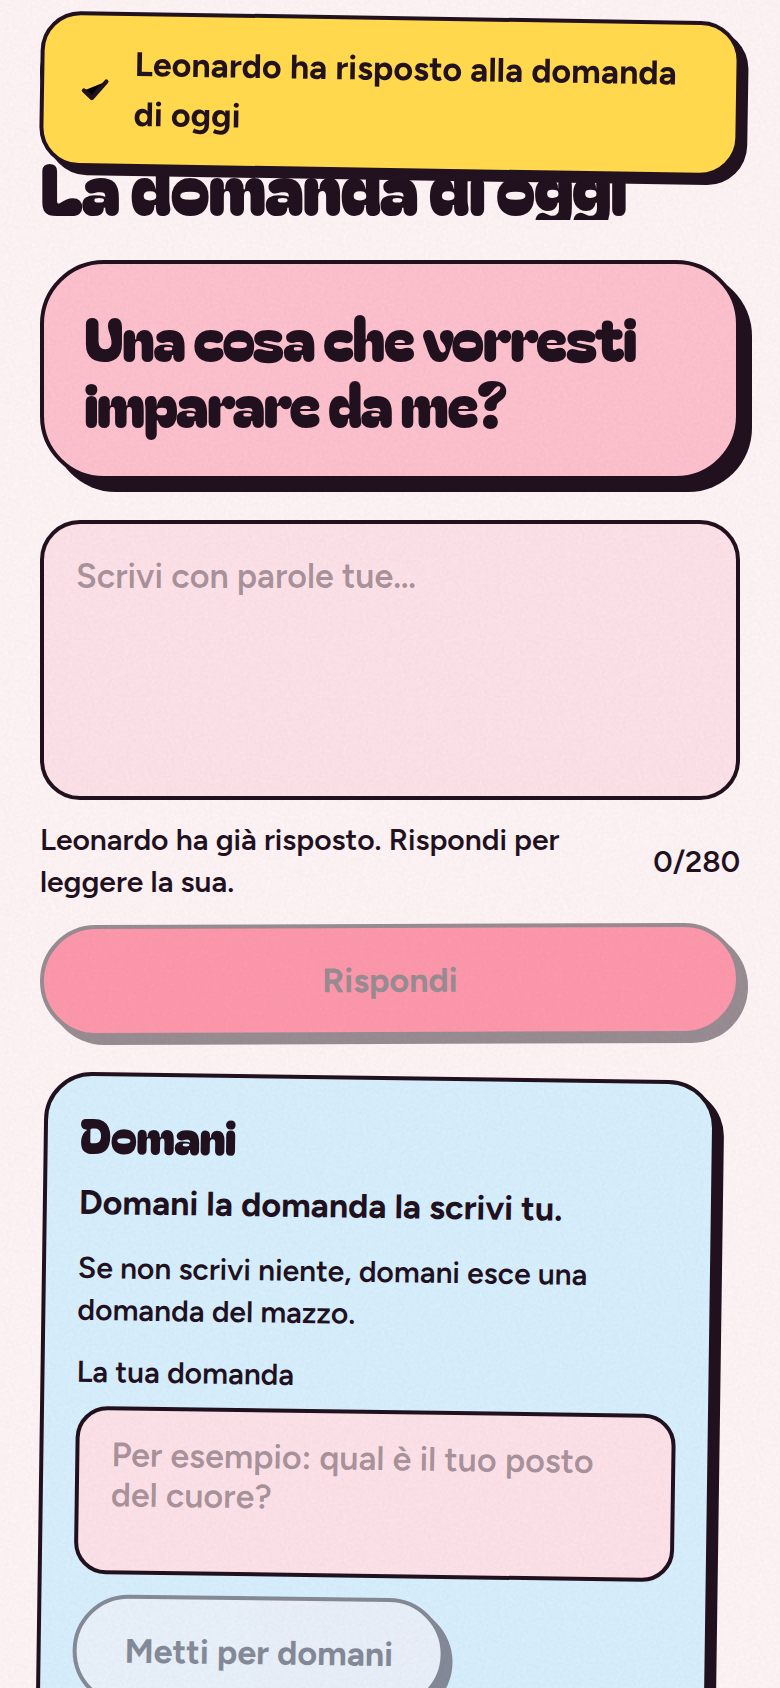 Leonardo ha risposto alla domanda
di oggi
La domanda di oggi
Una cosa che vorresti
imparare da me?
Scrivi con parole tue...
Leonardo ha già risposto. Rispondi per
leggere la sua.
0/280
Rispondi
Domani
Domani la domanda la scrivi tu.
Se non scrivi niente, domani esce una
domanda del mazzo.
La tua domanda
Per esempio: qual è il tuo posto
del cuore?
Metti per domani